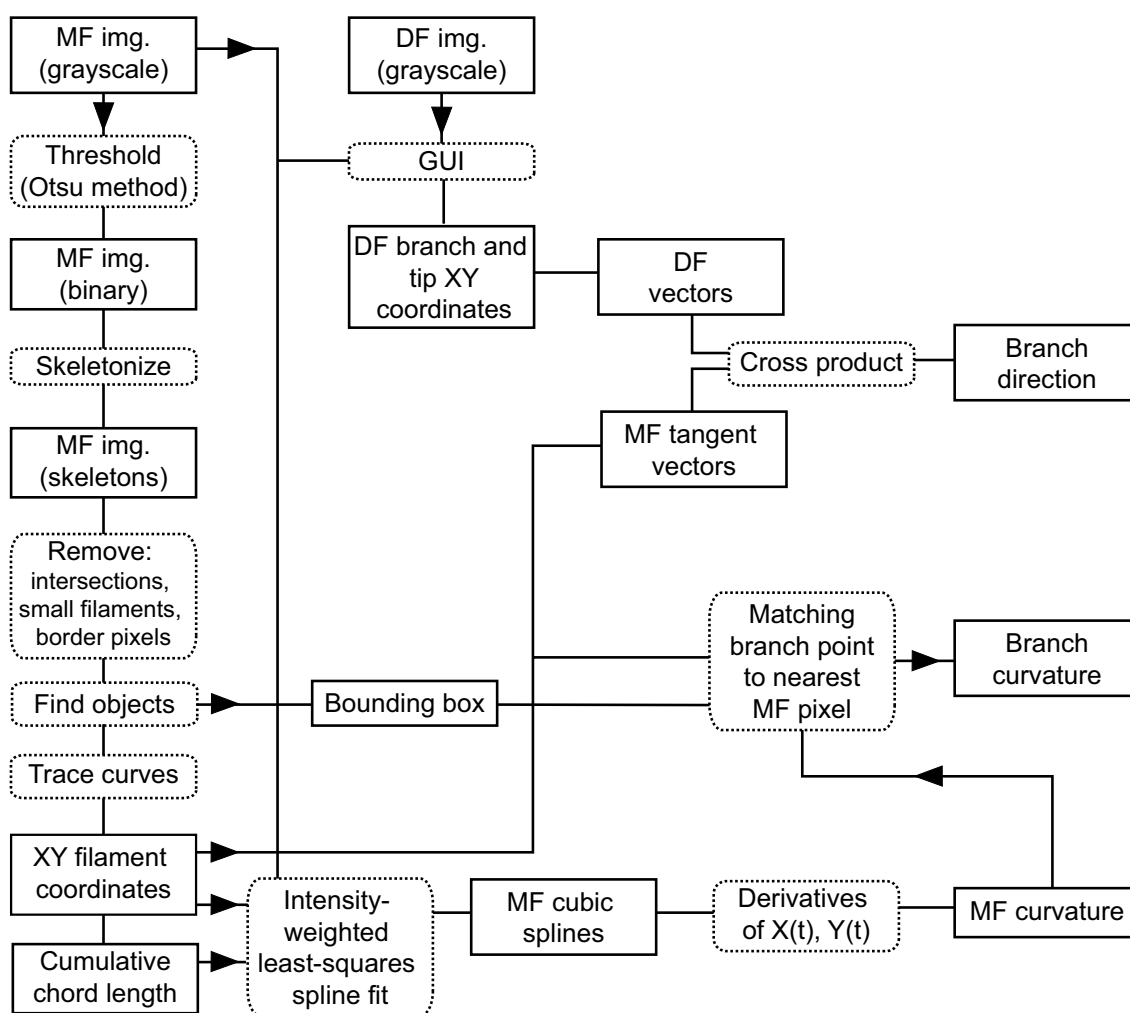 MF img.
(grayscale)
DF img.
(grayscale)
Threshold
(Otsu method)
GUI
MF img.
(binary)
DF branch and
tip XY
coordinates
DF
vectors
Skeletonize
Cross product
Branch
direction
MF img.
(skeletons)
MF tangent
vectors
Remove:
intersections,
small filaments,
border pixels
Matching
branch point
to nearest
MF pixel
Branch
curvature
Find objects
Bounding box
Trace curves
XY filament
coordinates
Intensity-
weighted
least-squares
spline fit
MF cubic
splines
Derivatives
of X(t), Y(t)
MF curvature
Cumulative
chord length